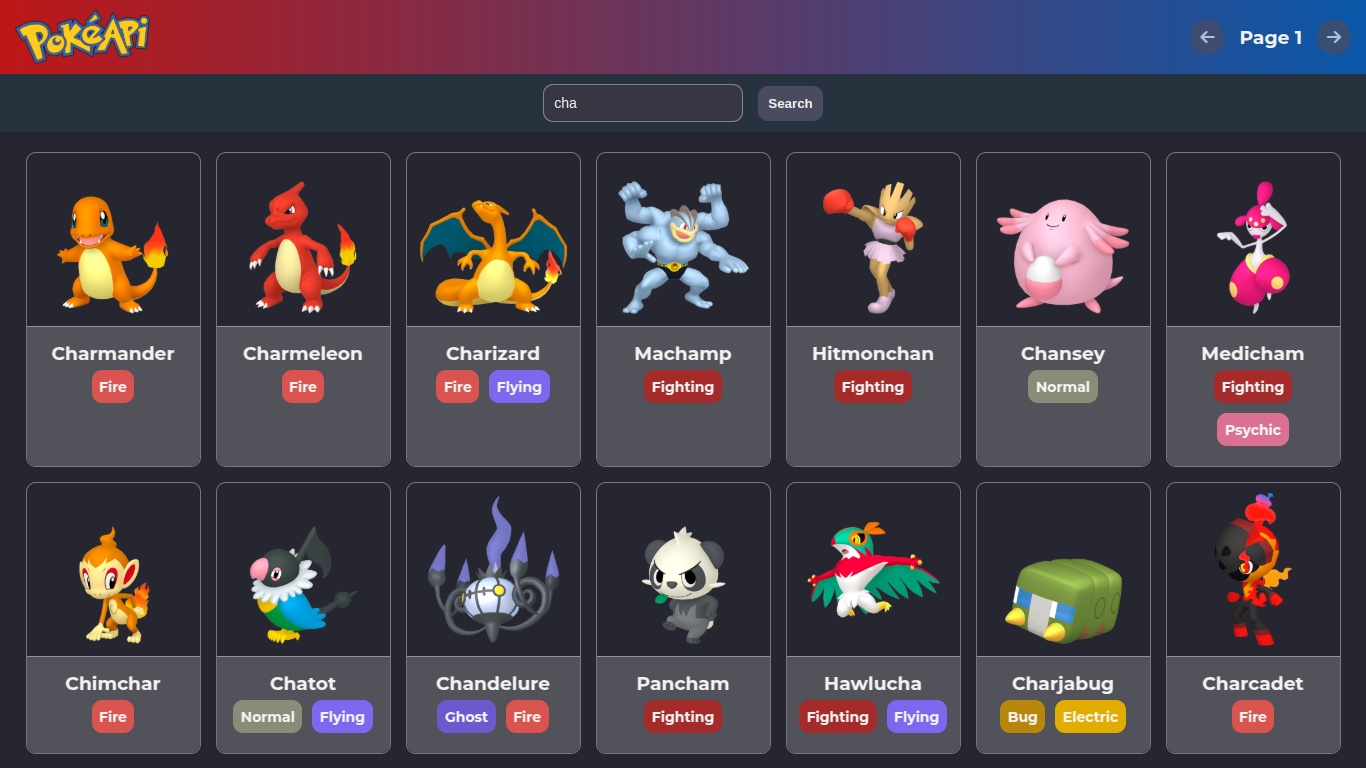 PokéApi
Page 1
cha
Search
Charmander
Fire
Charmeleon
Fire
Charizard
Fire Flying
Machamp
Fighting
Hitmonchan
Fighting
Chansey
Normal
Medicham
Fighting
Psychic
Chimchar
Fire
Chatot
Normal Flying
Chandelure
Ghost Fire
Pancham
Fighting
Hawlucha
Fighting Flying
Charjabug
Bug Electric
Charcadet
Fire